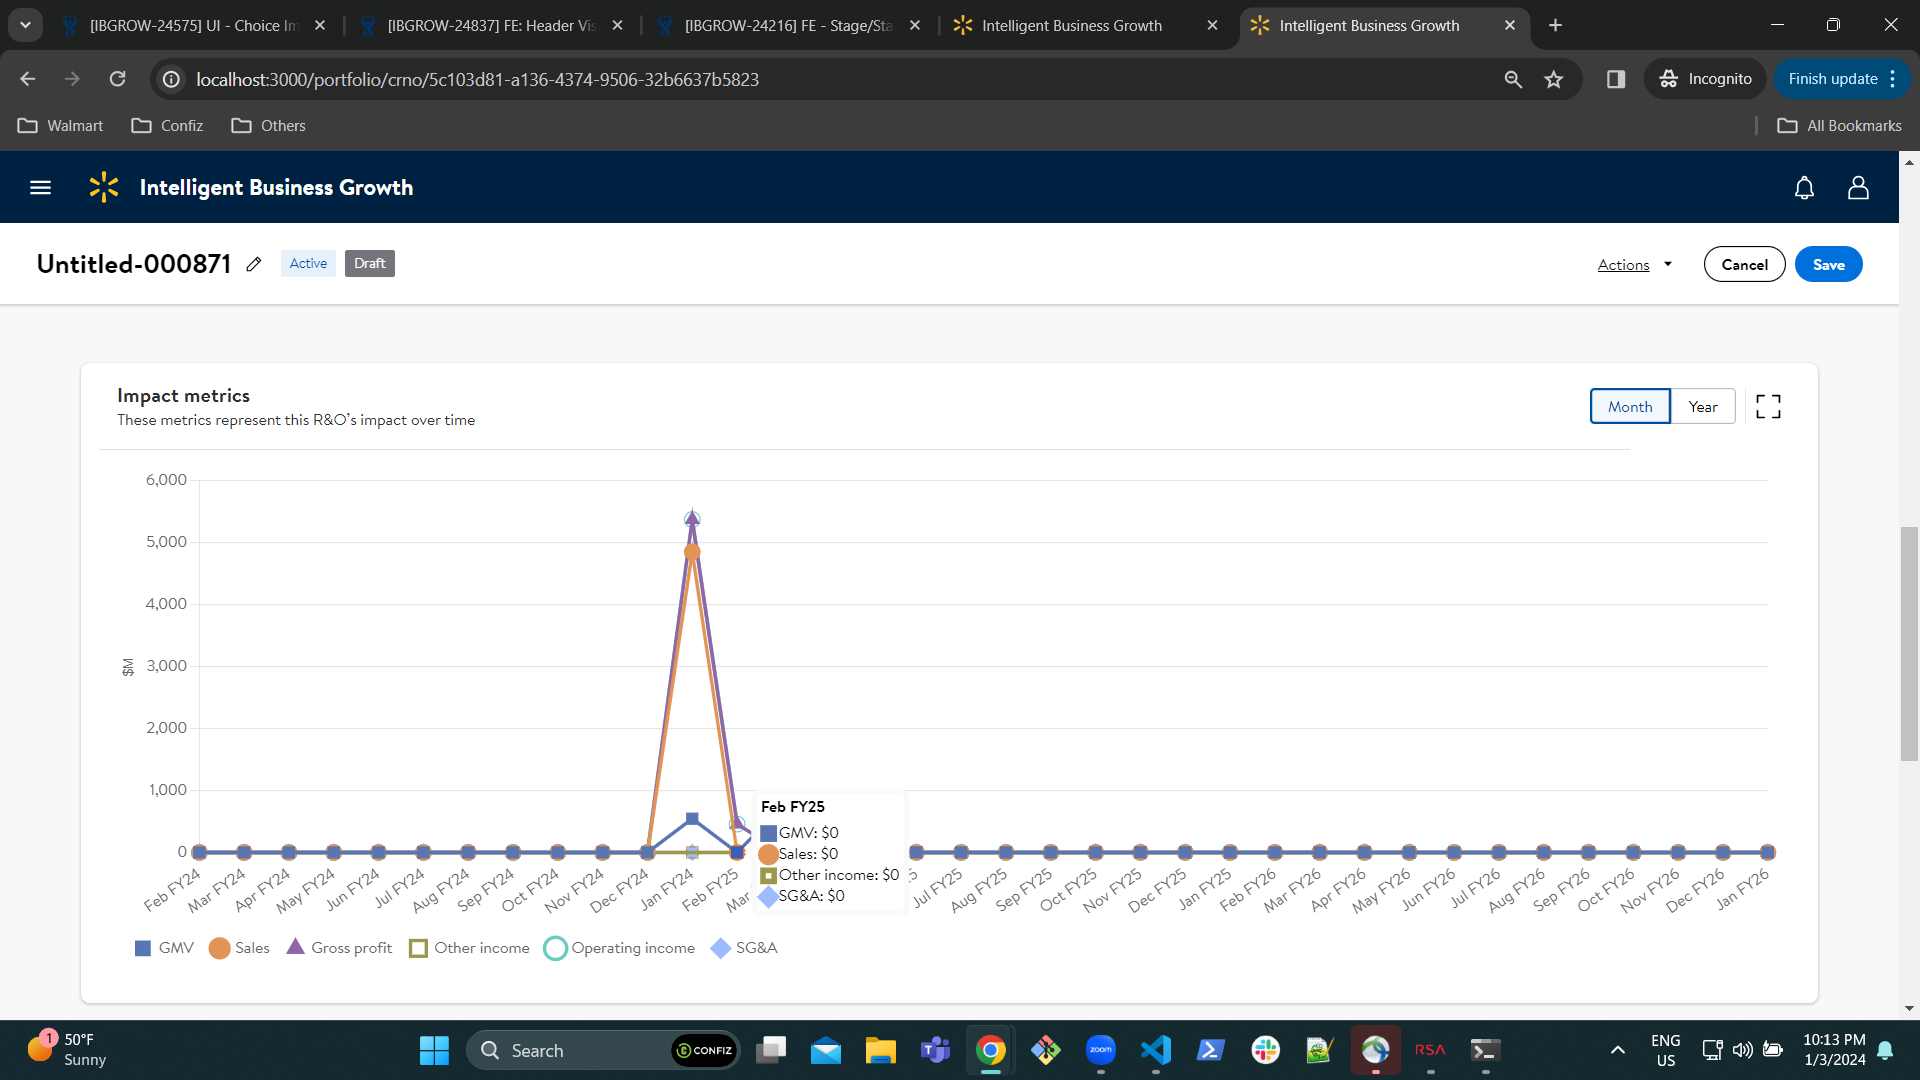 [IBGROW-24575] UI - Choice Im
[IBGROW-24837] FE: Header Vis
[IBGROW-24216] FE - Stage/Sta
Intelligent Business Growth
Intelligent Business Growth
localhost:3000/portfolio/crno/5c103d81-a136-4374-9506-32b6637b5823
Incognito
Finish update
Walmart
Confiz
Others
All Bookmarks
Intelligent Business Growth
Untitled-000871
Active
Draft
Actions
Cancel
Save
Impact metrics
These metrics represent this R&O's impact over time
Month
Year
6,000
5,000
4,000
3,000
2,000
1,000
0
$M
Feb FY25
GMV: $0
Sales: $0
Other income: $0
SG&A: $0
Feb FY24
Mar FY24
Apr FY24
May FY24
Jun FY24
Jul FY24
Aug FY24
Sep FY24
Oct FY24
Nov FY24
Dec FY24
Jan FY24
Feb FY25
Mar
5
Jul FY25
Aug FY25
Sep FY25
Oct FY25
Nov FY25
Dec FY25
Jan FY25
Feb FY26
Mar FY26
Apr FY26
May FY26
Jun FY26
Jul FY26
Aug FY26
Sep FY26
Oct FY26
Nov FY26
Dec FY26
Jan FY26
GMV
Sales
Gross profit
Other income
Operating income
SG&A
1
50°F
Sunny
Search
CONFIZ
zoom
RSA
ENG
US
10:13 PM
1/3/2024